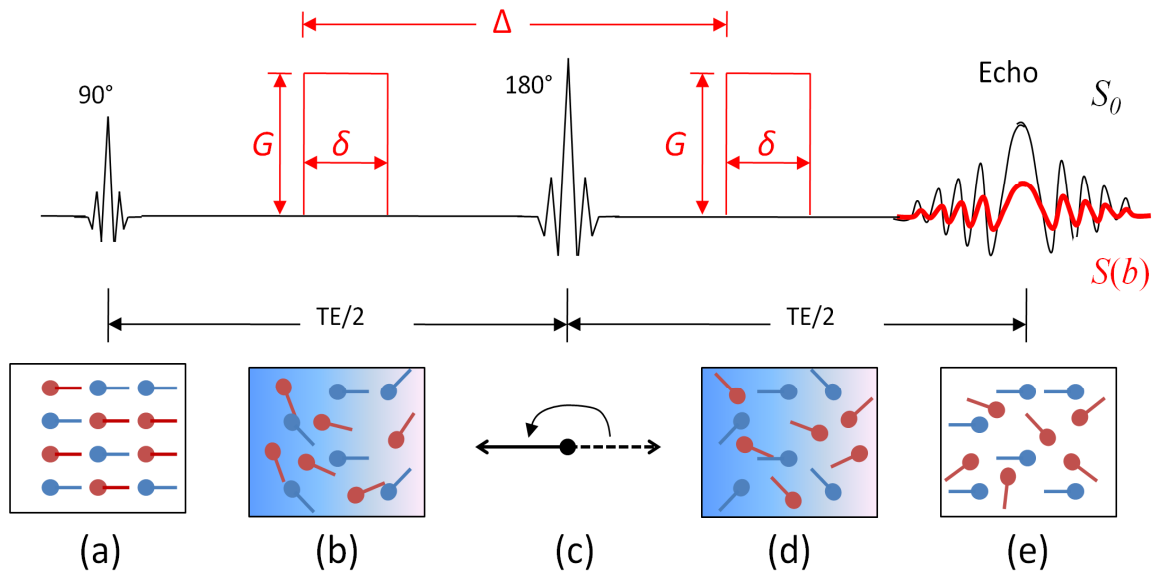 Δ
90°
180°
Echo
S₀
G
δ
G
δ
S(b)
TE/2
TE/2
(a)
(b)
(c)
(d)
(e)